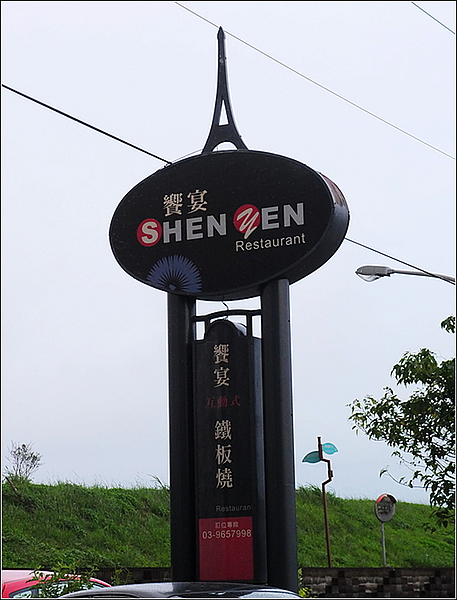 饗宴
SHEN YEN
Restaurant
饗宴
互動式
鐵板燒
Restaurant
訂位專線
03-9657998